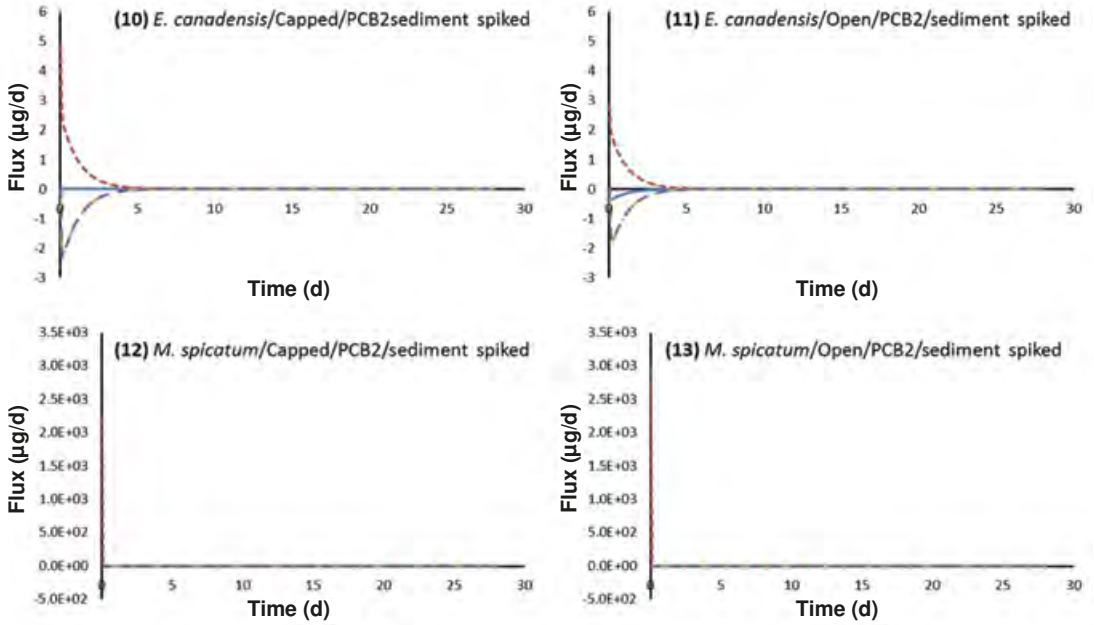 (10) E. canadensis/Capped/PCB2sediment spiked
6
5
4
3
2
1
0
-1
-2
-3
Flux (µg/d)
0 5 10 15 20 25 30
Time (d)
(11) E. canadensis/Open/PCB2/sediment spiked
6
5
4
3
2
1
0
-1
-2
-3
Flux (µg/d)
0 5 10 15 20 25 30
Time (d)
(12) M. spicatum/Capped/PCB2/sediment spiked
3.5E+03
3.0E+03
2.5E+03
2.0E+03
1.5E+03
1.0E+03
5.0E+02
0.0E+00
-5.0E+02
Flux (µg/d)
0 5 10 15 20 25 30
Time (d)
(13) M. spicatum/Open/PCB2/sediment spiked
3.5E+03
3.0E+03
2.5E+03
2.0E+03
1.5E+03
1.0E+03
5.0E+02
0.0E+00
-5.0E+02
Flux (µg/d)
0 5 10 15 20 25 30
Time (d)